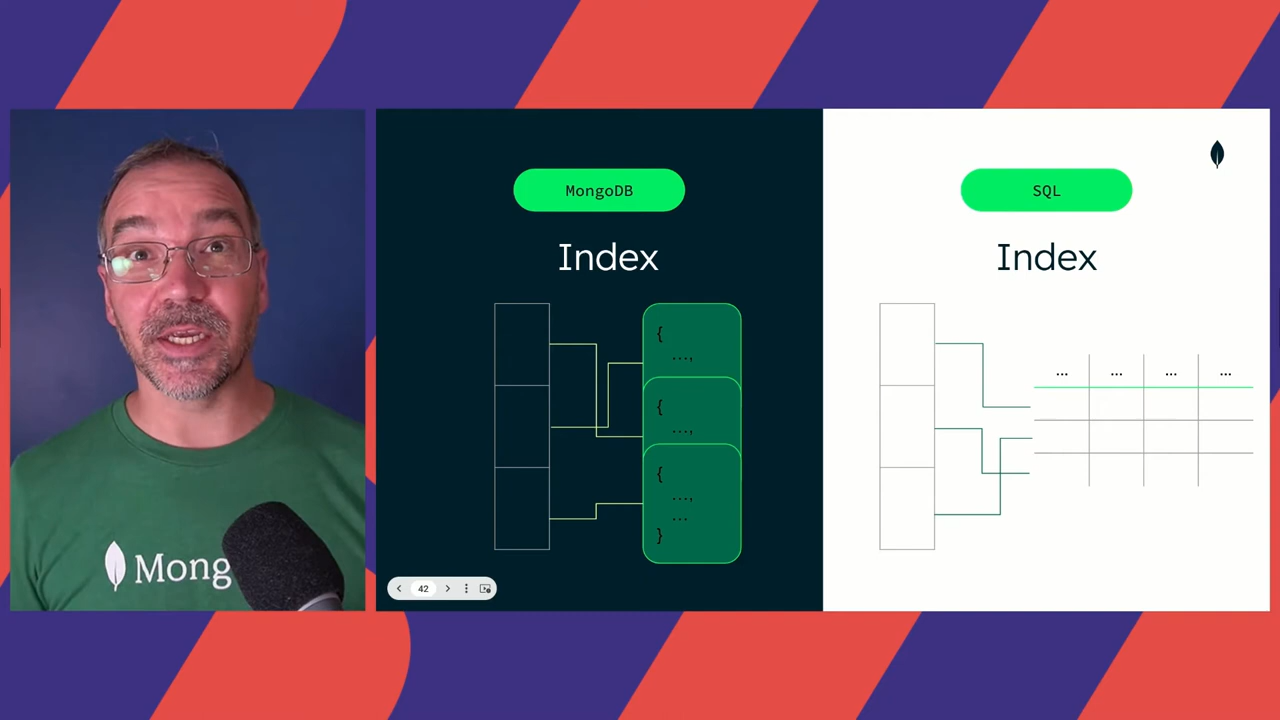 Mong
MongoDB
Index
{
...,
{
...,
{
...,
...
}
42
SQL
Index
... ... ... ...